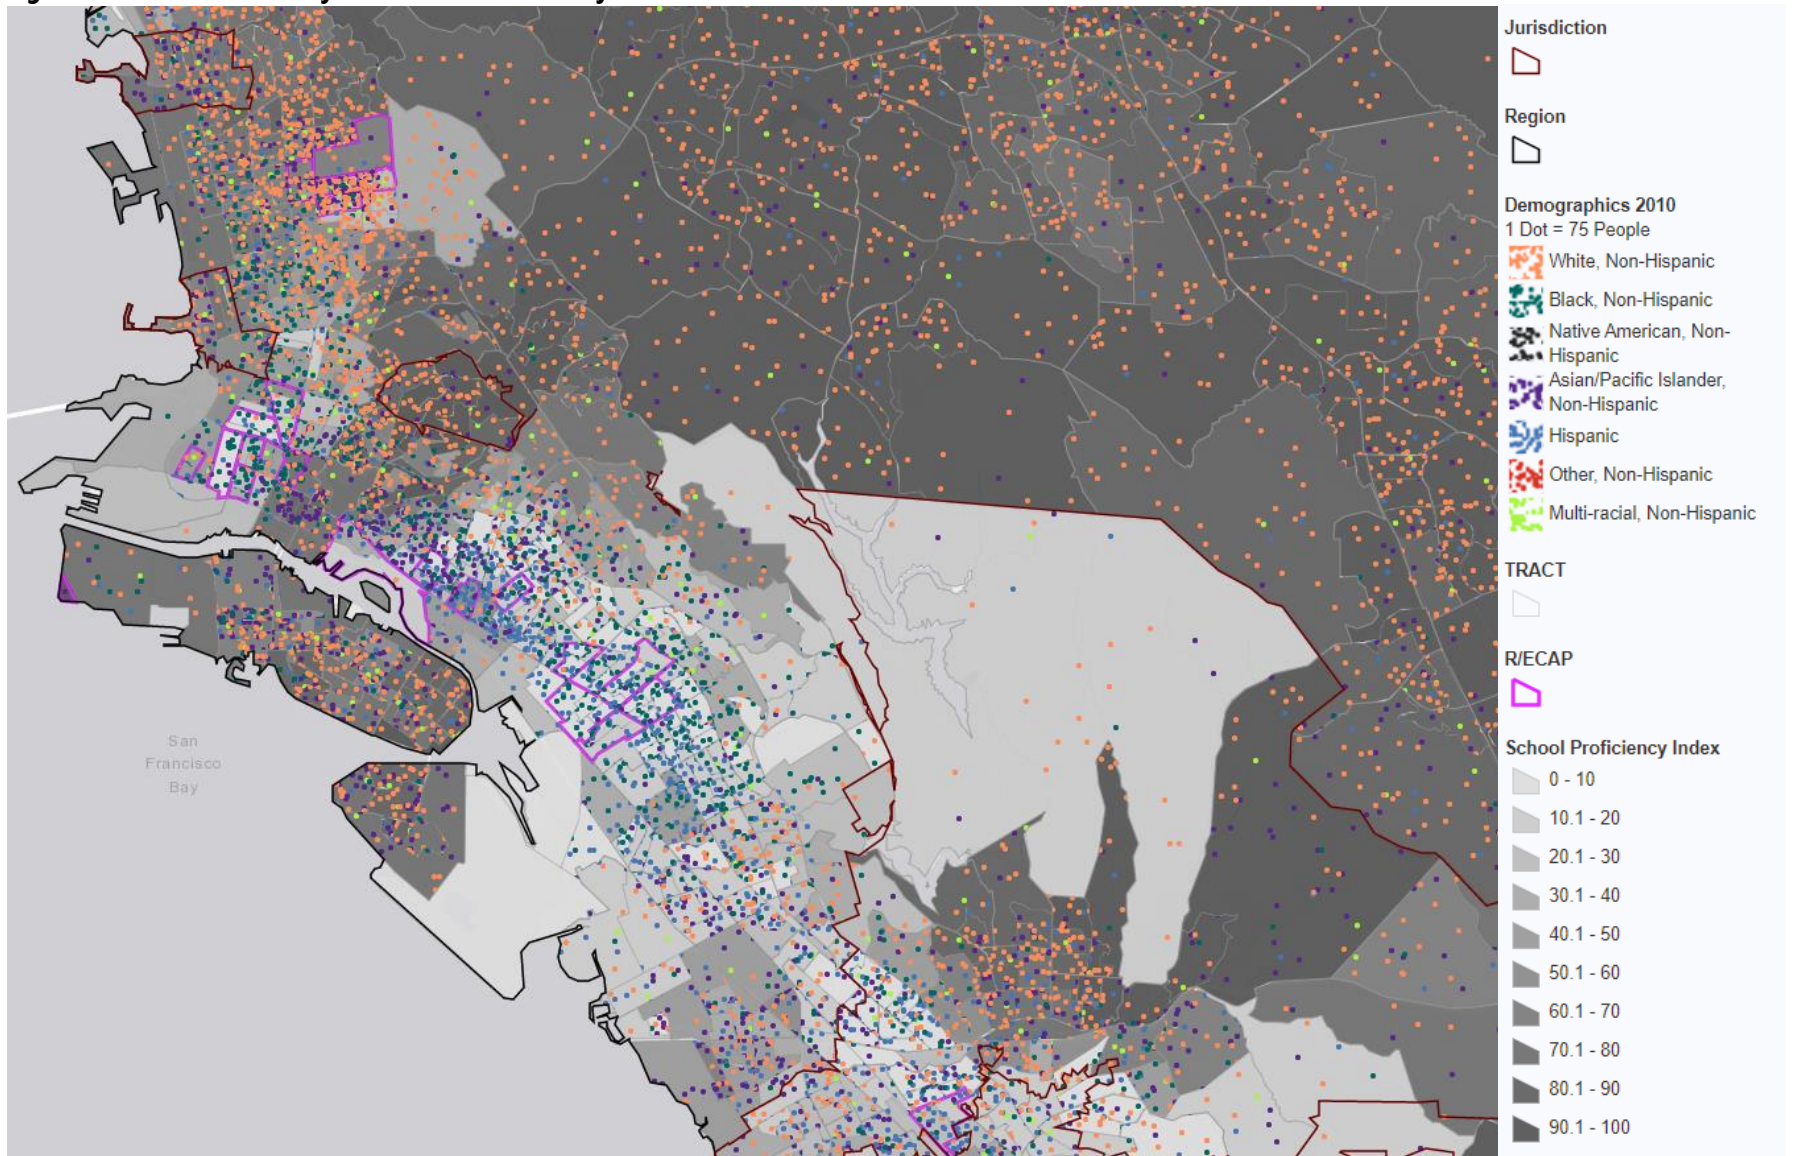 Jurisdiction
Region
Demographics 2010
1 Dot = 75 People
White, Non-Hispanic
Black, Non-Hispanic
Native American, Non-
Hispanic
Asian/Pacific Islander,
Non-Hispanic
Hispanic
Other, Non-Hispanic
Multi-racial, Non-Hispanic
TRACT
R/ECAP
School Proficiency Index
0 - 10
10.1 - 20
20.1 - 30
30.1 - 40
40.1 - 50
50.1 - 60
60.1 - 70
70.1 - 80
80.1 - 90
90.1 - 100
San
Francisco
Bay